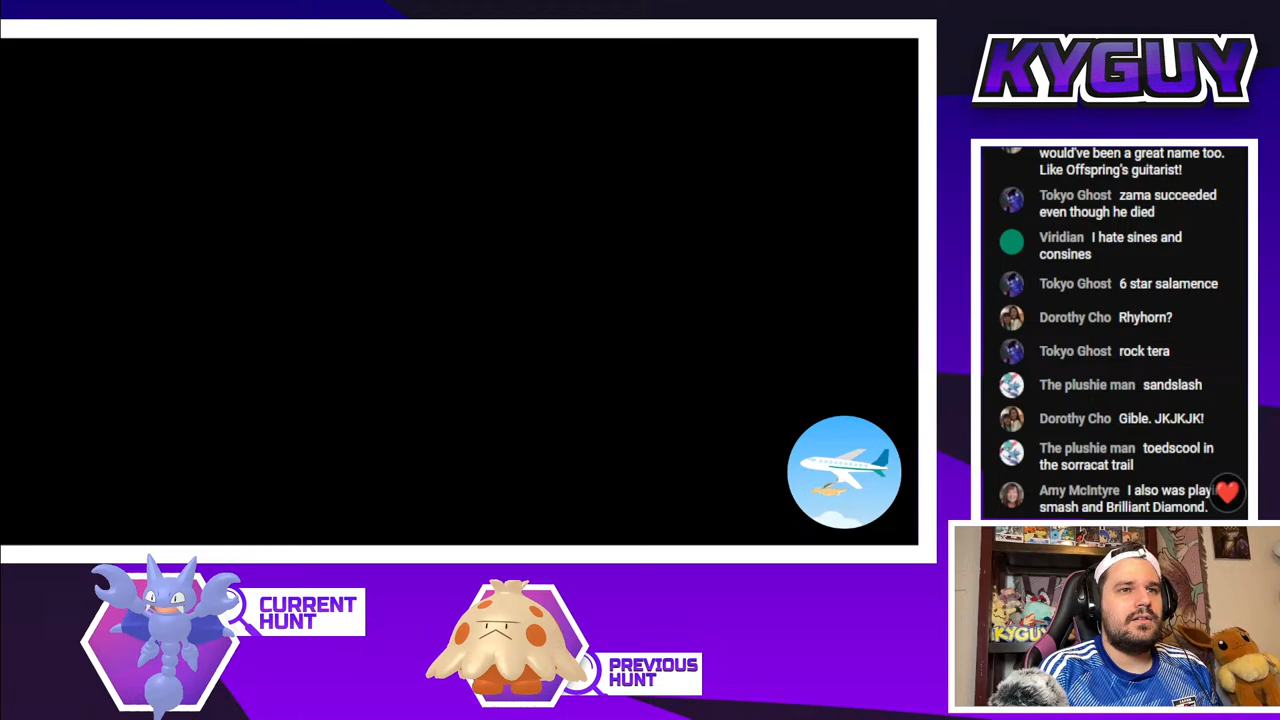 KYGUY
would've been a great name too.
Like Offspring's guitarist!
Tokyo Ghost zama succeeded
even though he died
Viridian I hate sines and
consines
Tokyo Ghost 6 star salamence
Dorothy Cho Rhyhorn?
Tokyo Ghost rock tera
The plushie man sandslash
Dorothy Cho Gible. JKJKJK!
The plushie man toedscool in
the sorracat trail
Amy McIntyre I also was playi
smash and Brilliant Diamond.
KYGUY
CURRENT
HUNT
PREVIOUS
HUNT